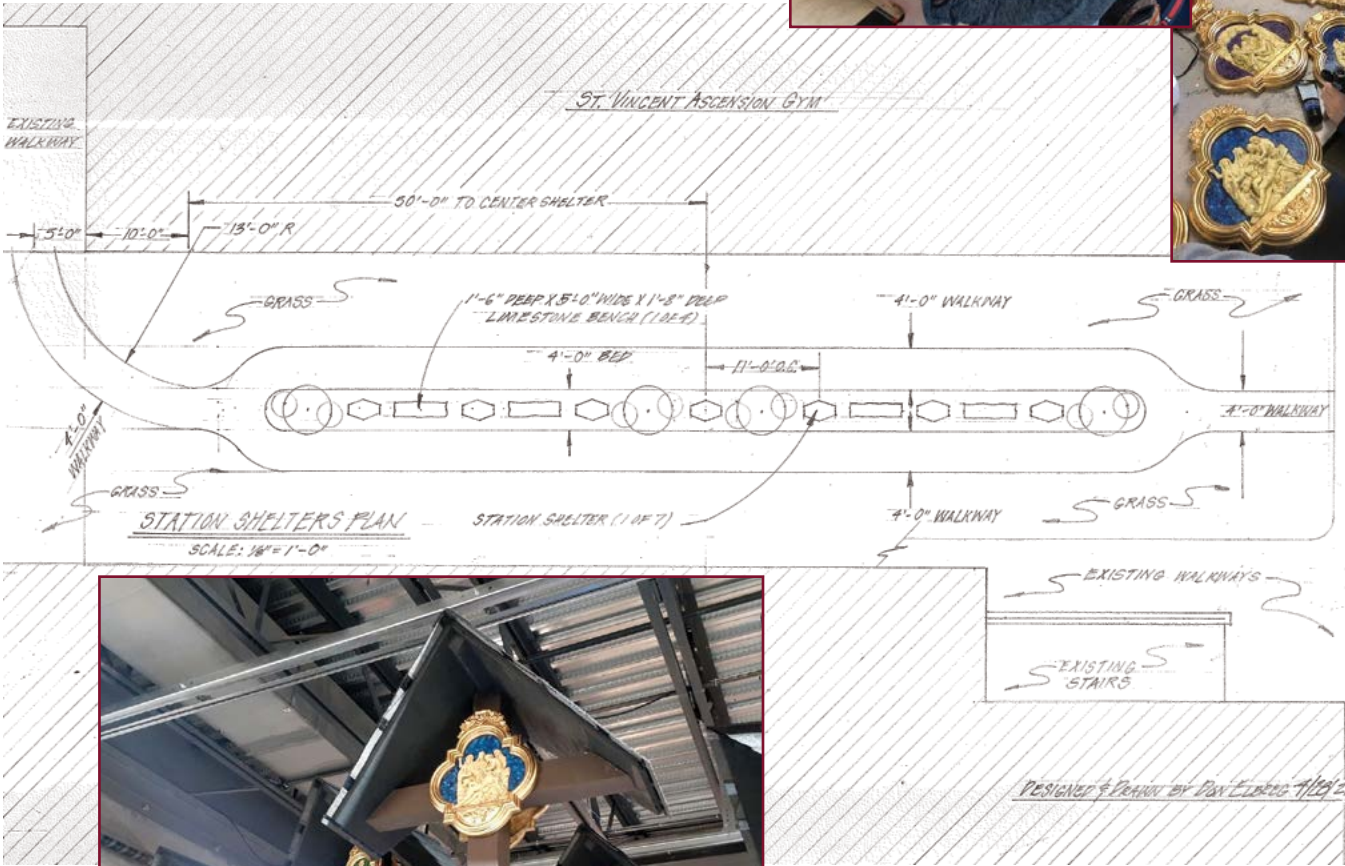 ST. VINCENT ASCENSION GYM
EXISTING
WALKWAY
50'-0" TO CENTER SHELTER
5'-0"
10'-0"
13'-0" R
GRASS
1'-6" DEEP X 5'-0" WIDE X 1'-8" DEEP
LIMESTONE BENCH (1 OF 4)
4'-0" WALKWAY
GRASS
4'-0" BED
11'-0" O.C.
4'-0" WALKWAY
4'-0"
WALKWAY
GRASS
STATION SHELTERS PLAN
SCALE: 1/8" = 1'-0"
STATION SHELTER (1 OF 7)
4'-0" WALKWAY
GRASS
EXISTING WALKWAYS
EXISTING
STAIRS
DESIGNED & DRAWN BY DON ELBREG